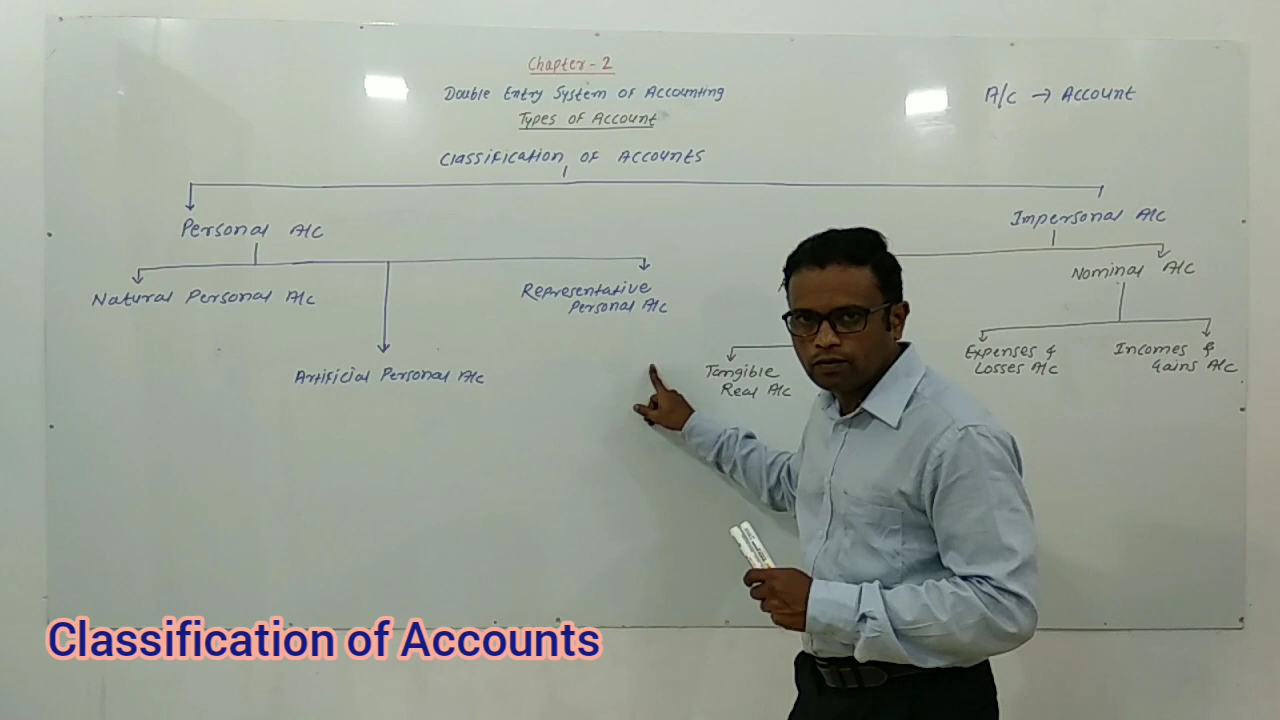 Chapter-2
Double Entry System of Accounting
Types of Account
A/c → Account
Classification of Accounts
Personal A/c
Impersonal A/c
Natural Personal A/c
Artificial Personal A/c
Representative
Personal A/c
Nominal A/c
Tangible
Real A/c
Expenses &
Losses A/c
Incomes &
Gains A/c
Classification of Accounts